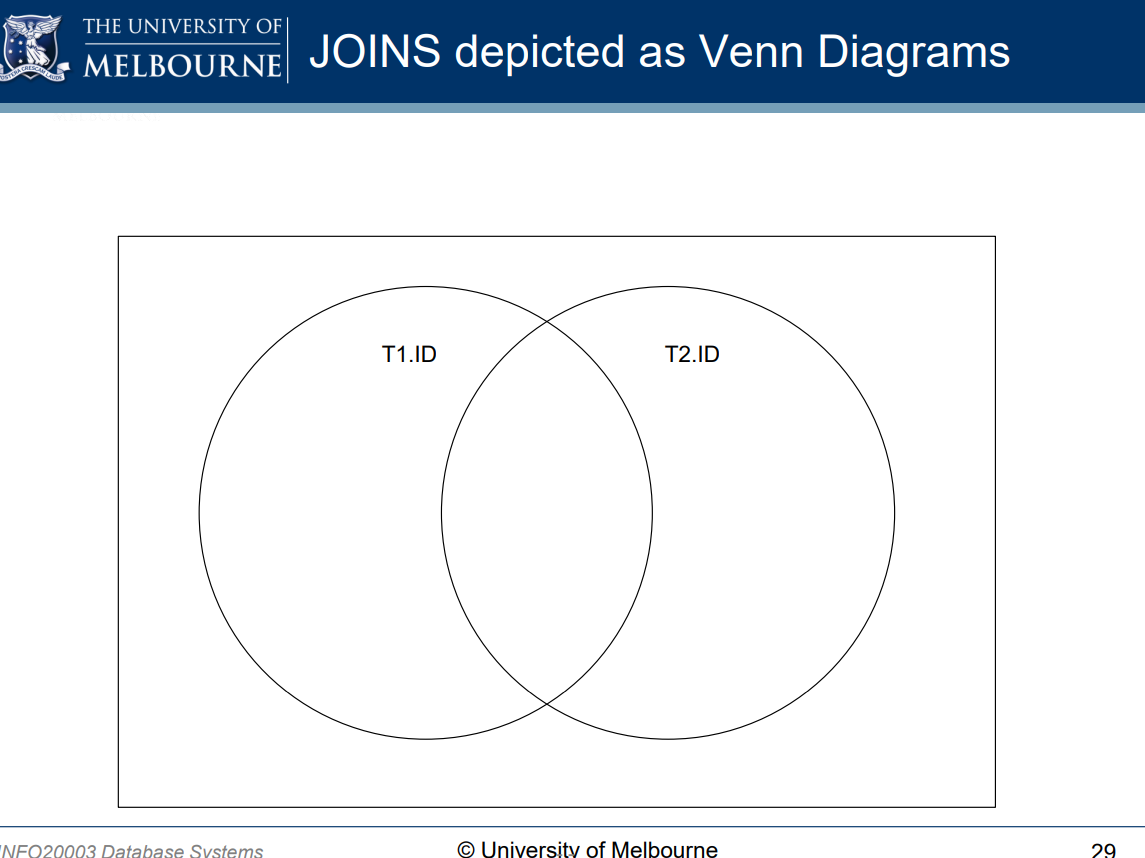 THE UNIVERSITY OF
MELBOURNE
JOINS depicted as Venn Diagrams
T1.ID
T2.ID
INFO20003 Database Systems
© University of Melbourne
29